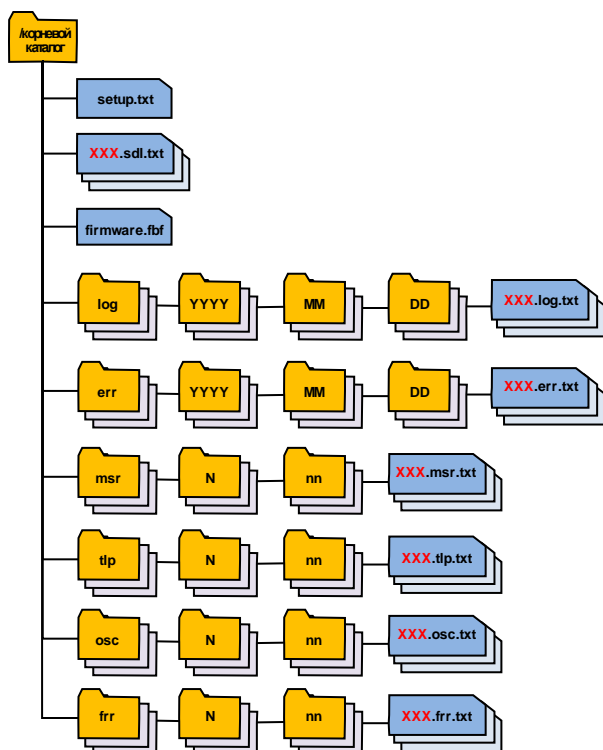 /корневой
каталог
setup.txt
XXX.sdl.txt
firmware.fbf
log YYYY MM DD XXX.log.txt
err YYYY MM DD XXX.err.txt
msr N nn XXX.msr.txt
tlp N nn XXX.tlp.txt
osc N nn XXX.osc.txt
frr N nn XXX.frr.txt